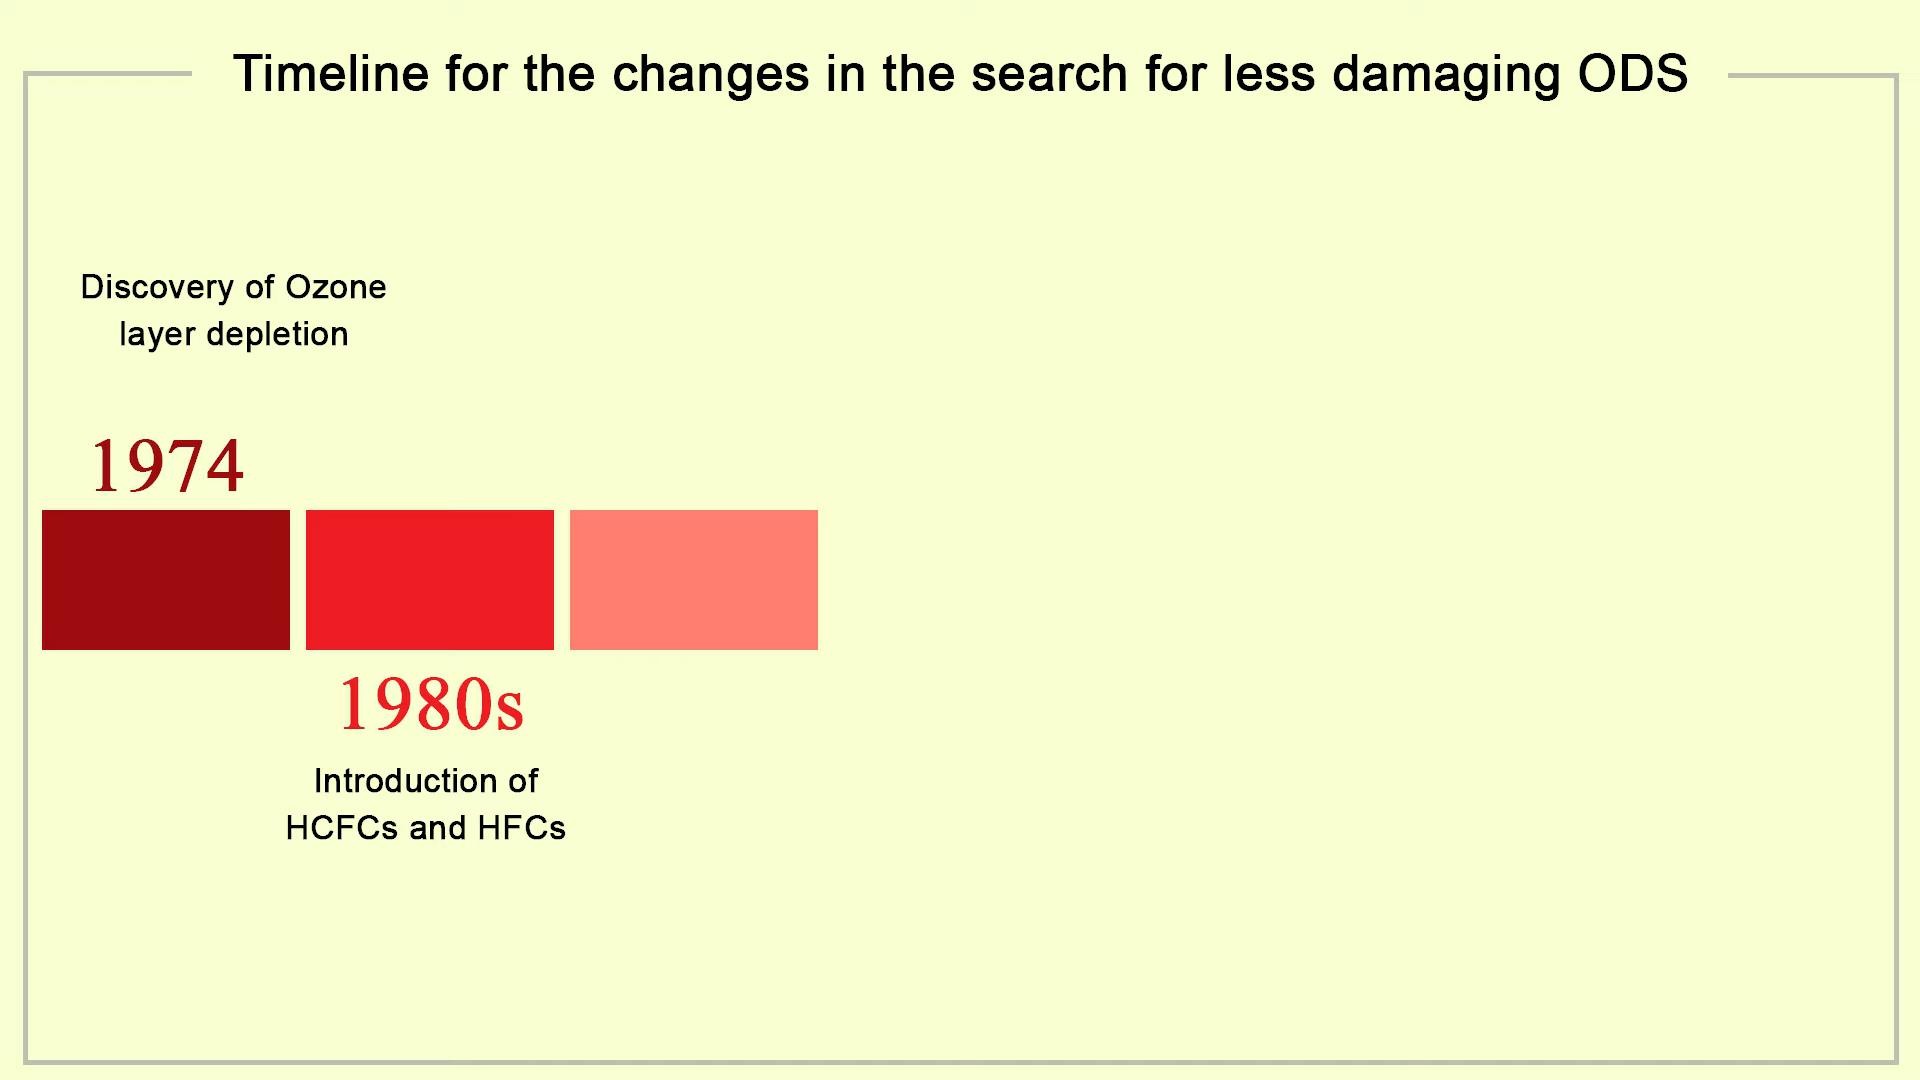 Timeline for the changes in the search for less damaging ODS
Discovery of Ozone
layer depletion
1974
1980s
Introduction of
HCFCs and HFCs